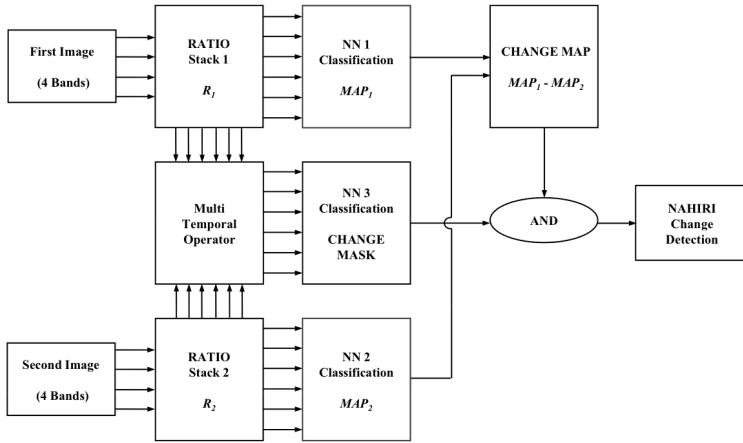 First Image
(4 Bands)
RATIO
Stack 1
R1
NN 1
Classification
MAP1
CHANGE MAP
MAP1 - MAP2
Multi
Temporal
Operator
NN 3
Classification
CHANGE
MASK
AND
NAHIRI
Change
Detection
Second Image
(4 Bands)
RATIO
Stack 2
R2
NN 2
Classification
MAP2